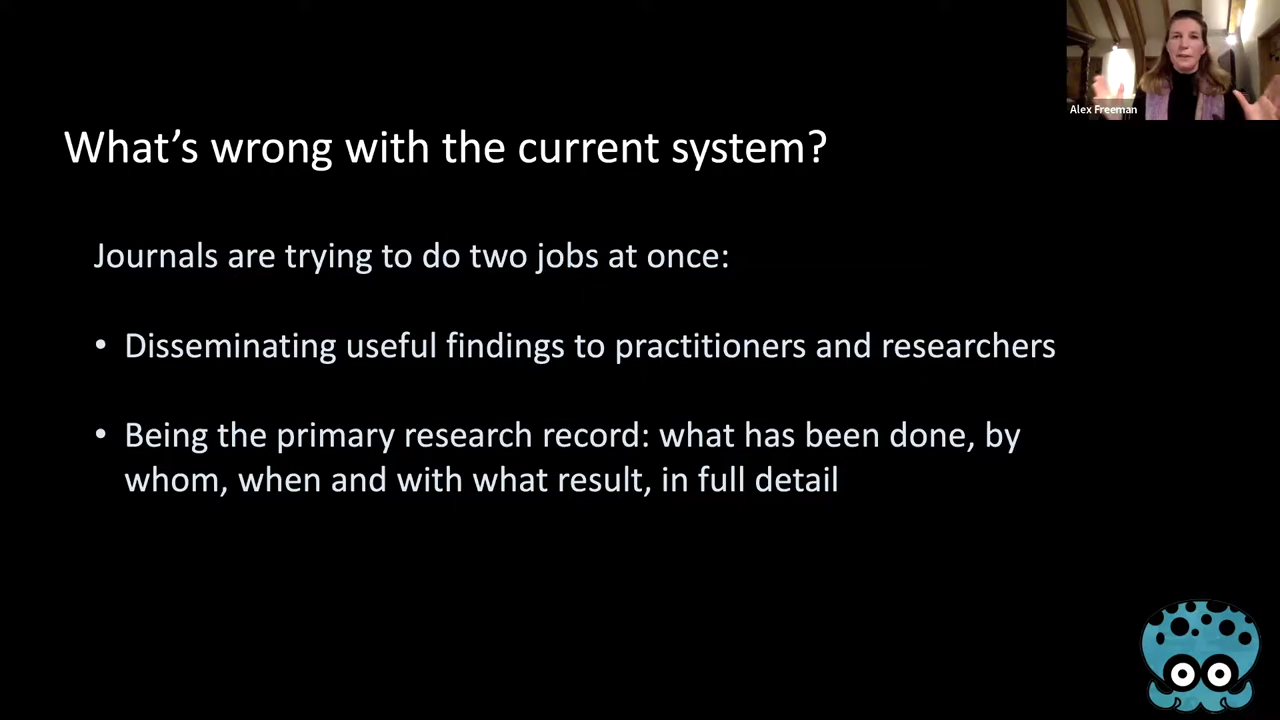 Alex Freeman
What's wrong with the current system?
Journals are trying to do two jobs at once:
• Disseminating useful findings to practitioners and researchers
• Being the primary research record: what has been done, by
whom, when and with what result, in full detail